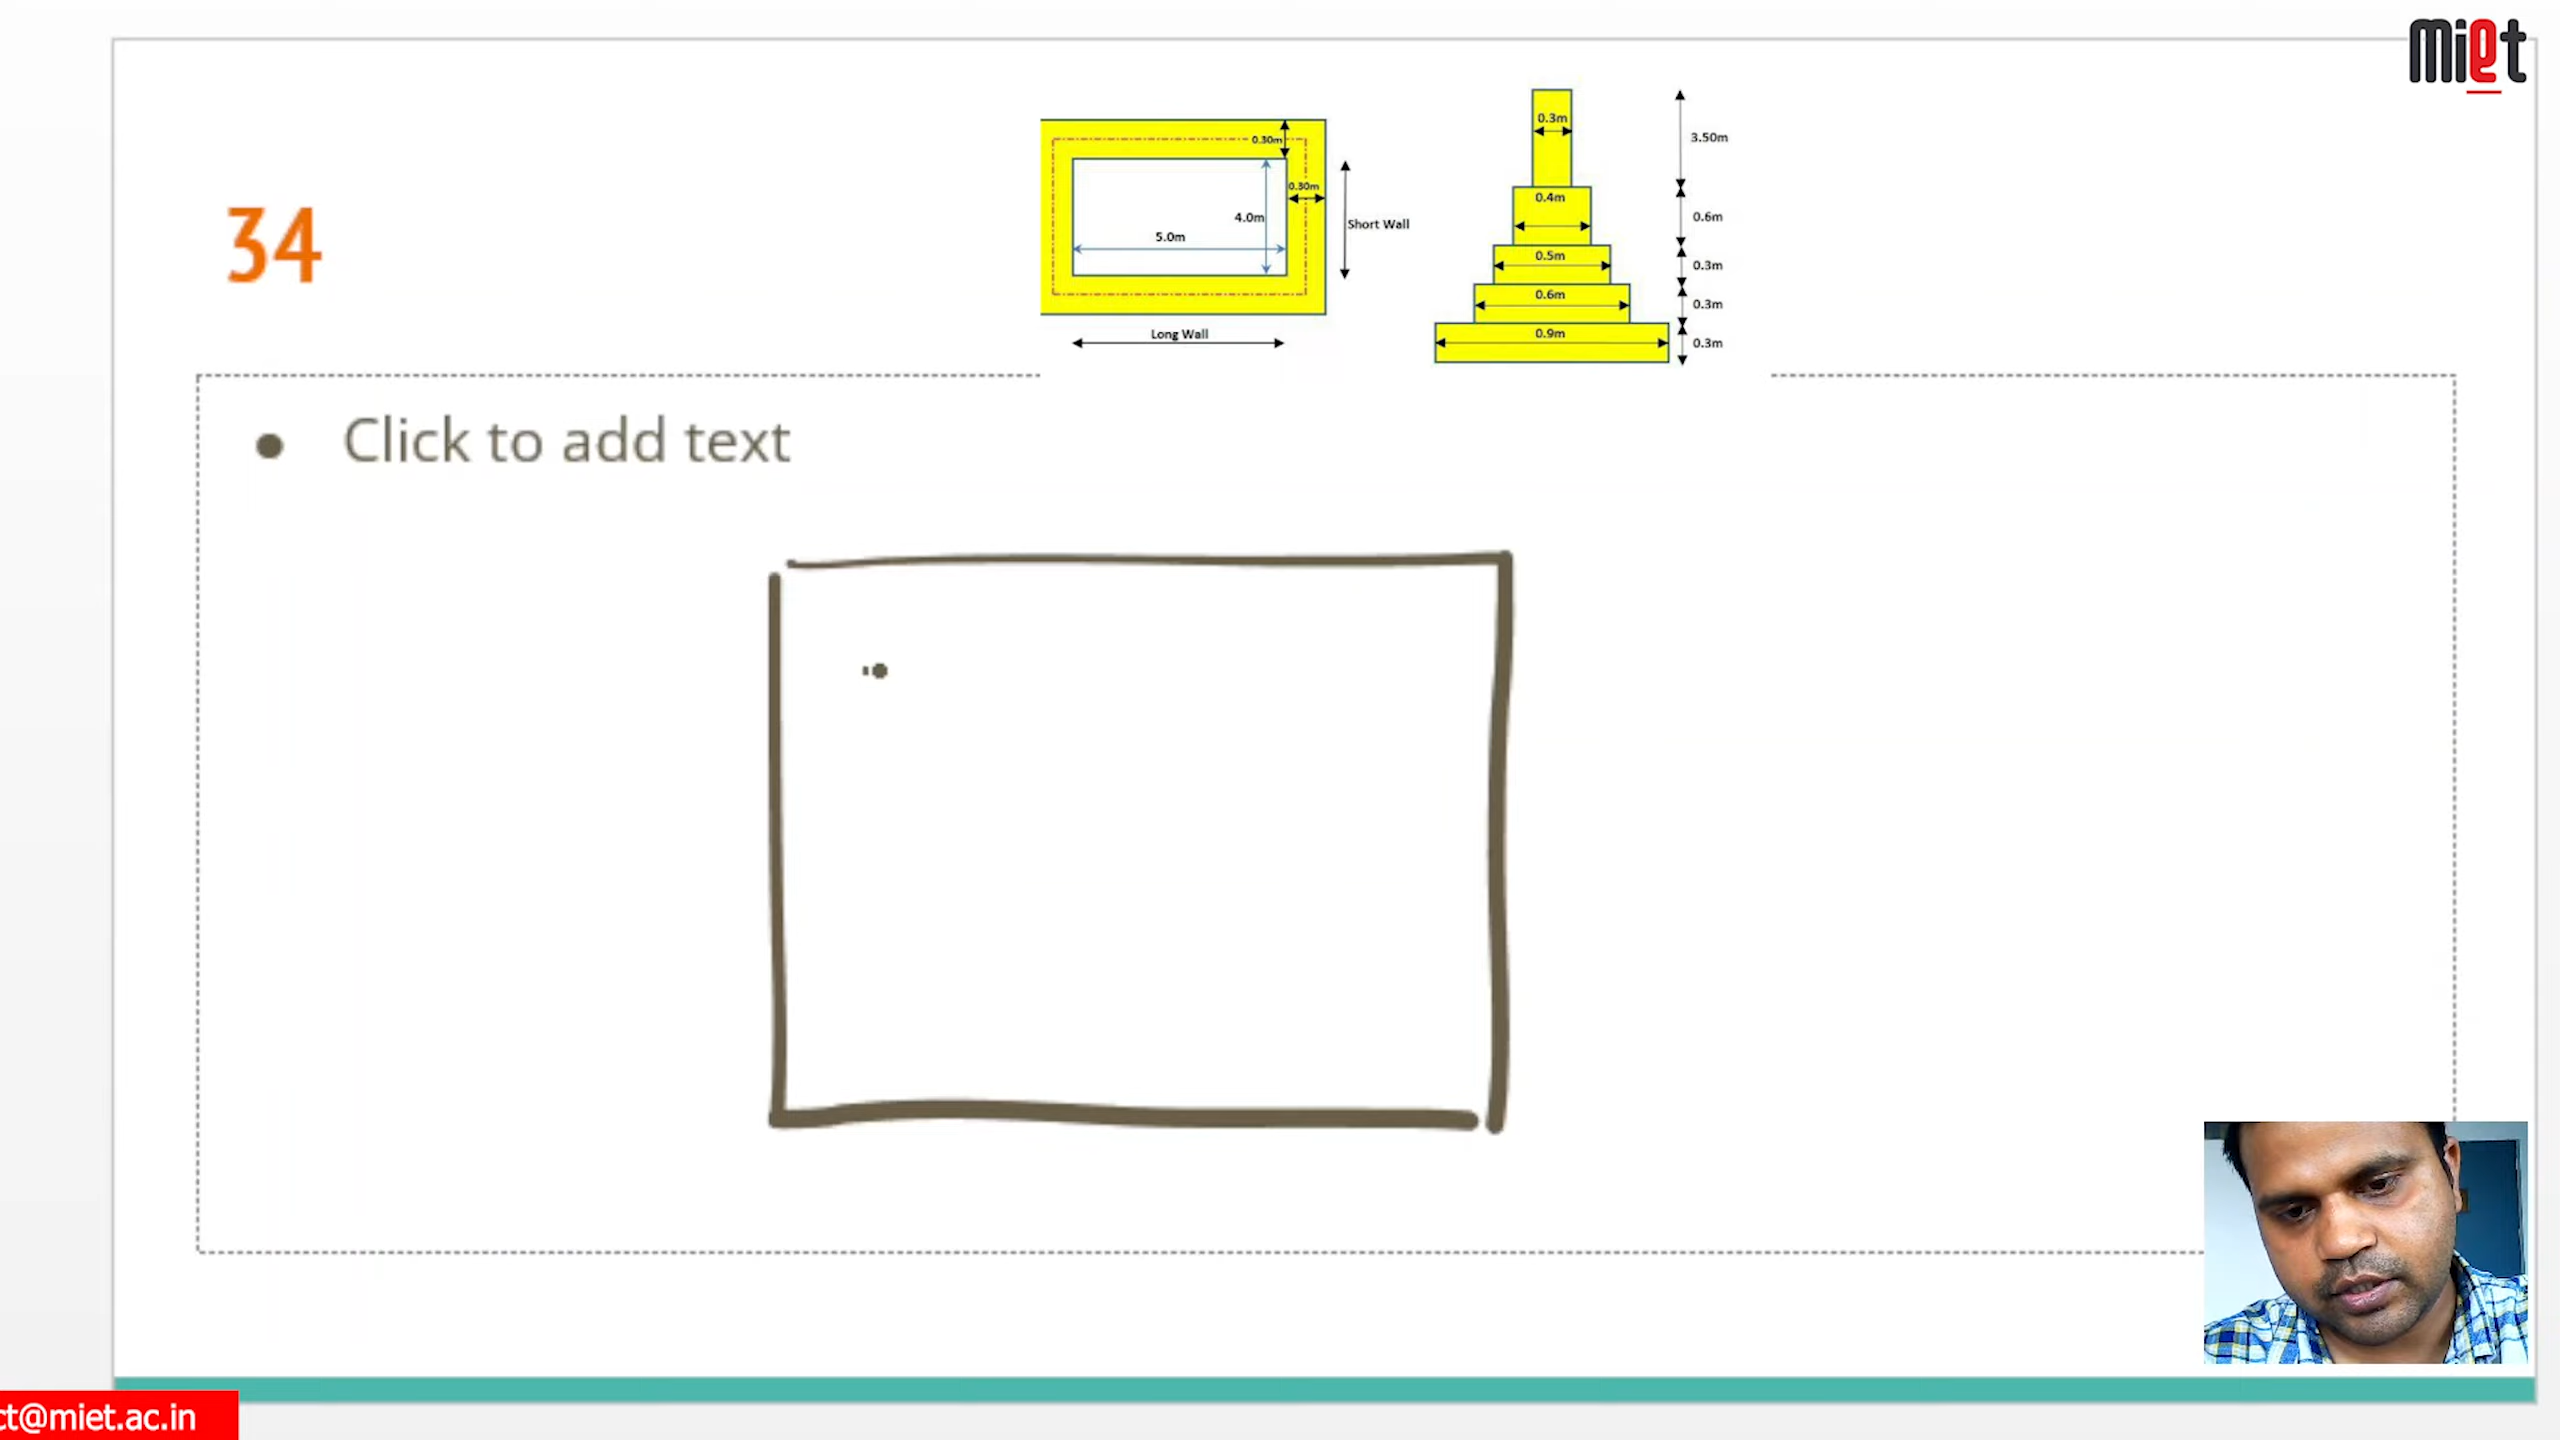 miet
0.3m
3.50m
0.30m
0.30m
4.0m
5.0m
Short Wall
Long Wall
0.4m
0.6m
0.5m
0.3m
0.6m
0.3m
0.9m
0.3m
34
Click to add text
ct@miet.ac.in